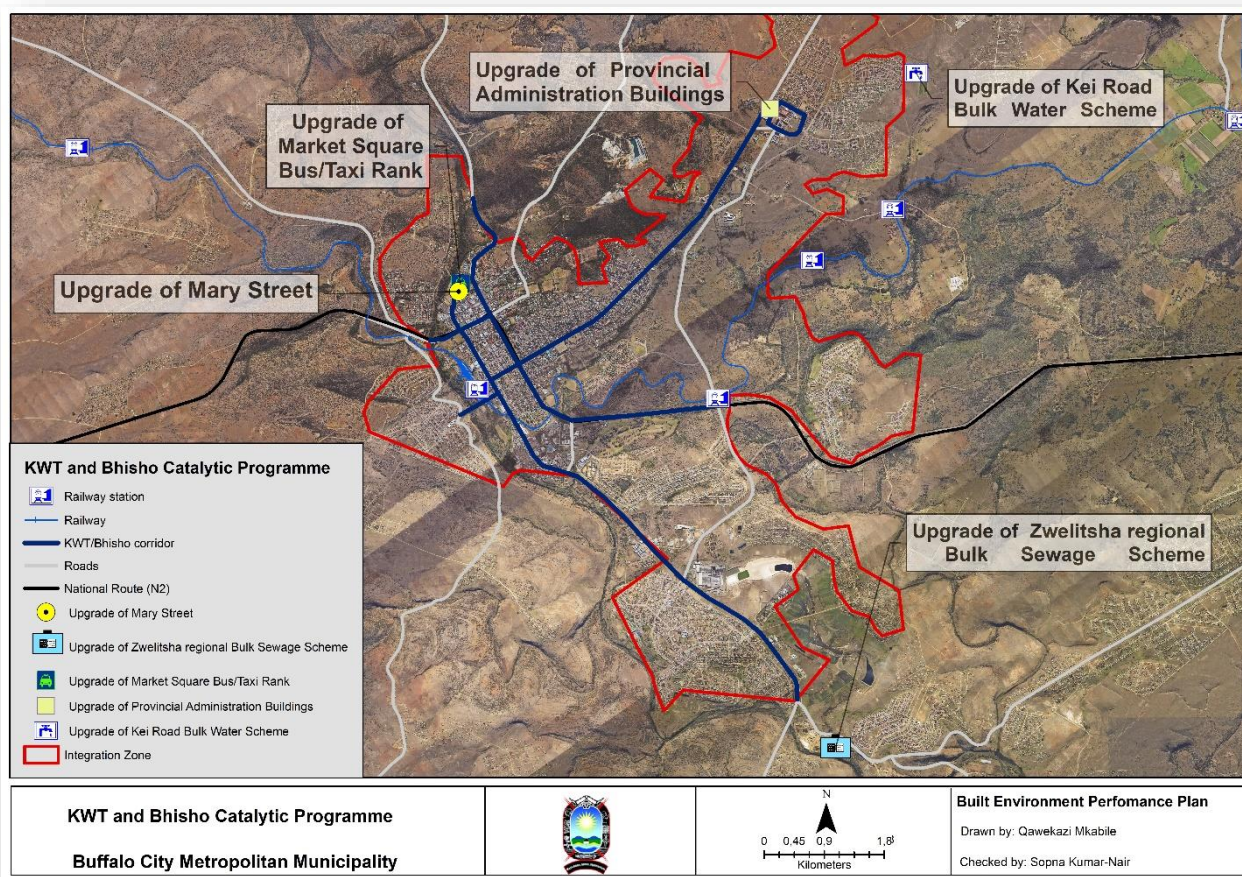 Upgrade of Provincial
Administration Buildings
Upgrade of Kei Road
Bulk Water Scheme
Upgrade of
Market Square
Bus/Taxi Rank
Upgrade of Mary Street
Upgrade of Zwelitsha regional
Bulk Sewage Scheme
KWT and Bhisho Catalytic Programme
Railway station
Railway
KWT/Bhisho corridor
Roads
National Route (N2)
Upgrade of Mary Street
Upgrade of Zwelitsha regional Bulk Sewage Scheme
Upgrade of Market Square Bus/Taxi Rank
Upgrade of Provincial Administration Buildings
Upgrade of Kei Road Bulk Water Scheme
Integration Zone
KWT and Bhisho Catalytic Programme
Buffalo City Metropolitan Municipality
N
0 0,45 0,9 1,8
Kilometers
Built Environment Perfomance Plan
Drawn by: Qawekazi Mkabile
Checked by: Sopna Kumar-Nair